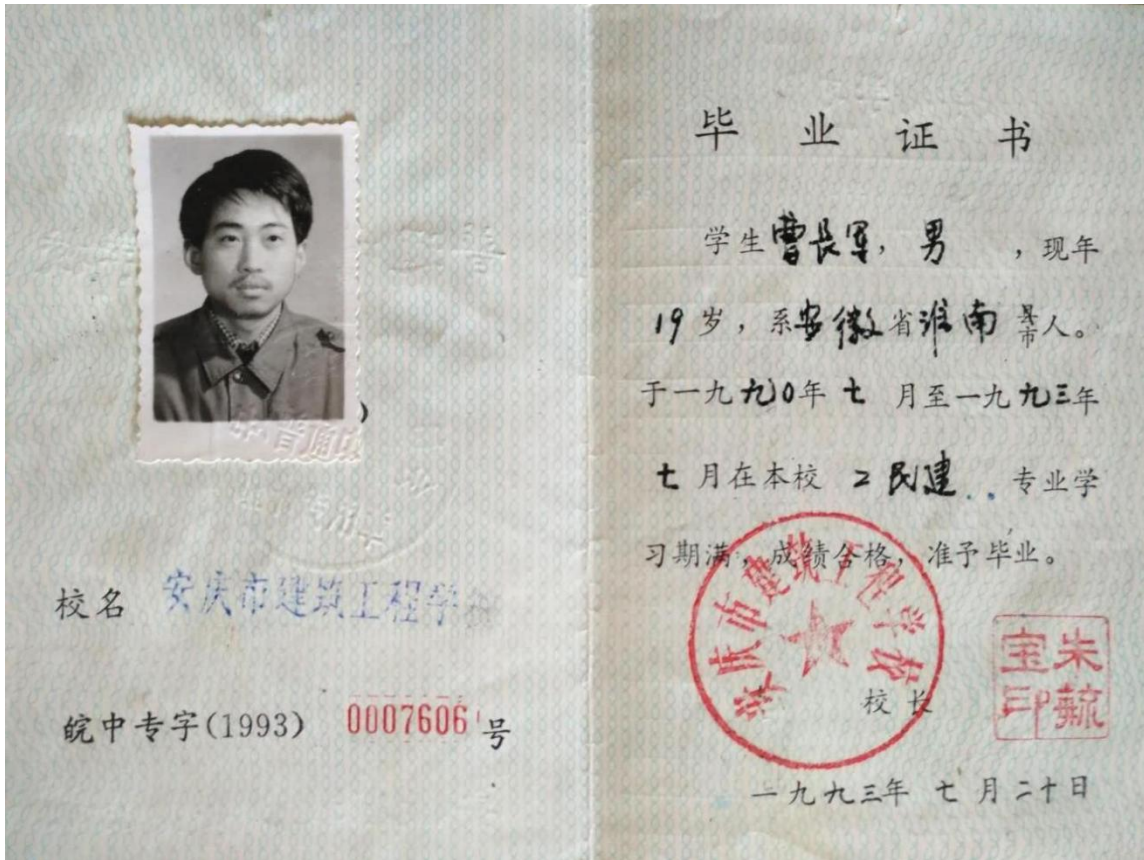 校名 安庆市建筑工程学校
皖中专字(1993) 0007606 号
毕业证书
学生曹长军，男 ，现年
19岁，系安徽省淮南县市人。
于一九九0年七月至一九九三年
七月在本校工民建专业学
习期满，成绩合格，准予毕业。
安庆市建筑工程学校
校长
朱毓宝印
一九九三年七月二十日